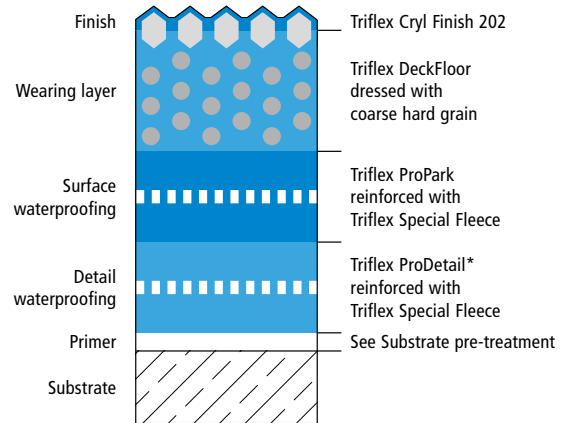 Finish
Triflex Cryl Finish 202
Wearing layer
Triflex DeckFloor
dressed with
coarse hard grain
Surface
waterproofing
Triflex ProPark
reinforced with
Triflex Special Fleece
Detail
waterproofing
Triflex ProDetail*
reinforced with
Triflex Special Fleece
Primer
See Substrate pre-treatment
Substrate